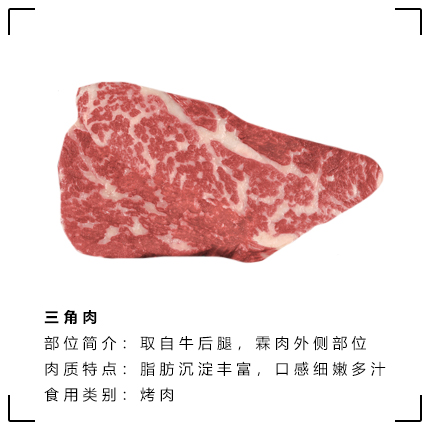 三角肉
部位简介：取自牛后腿，霖肉外侧部位
肉质特点：脂肪沉淀丰富，口感细嫩多汁
食用类别：烤肉